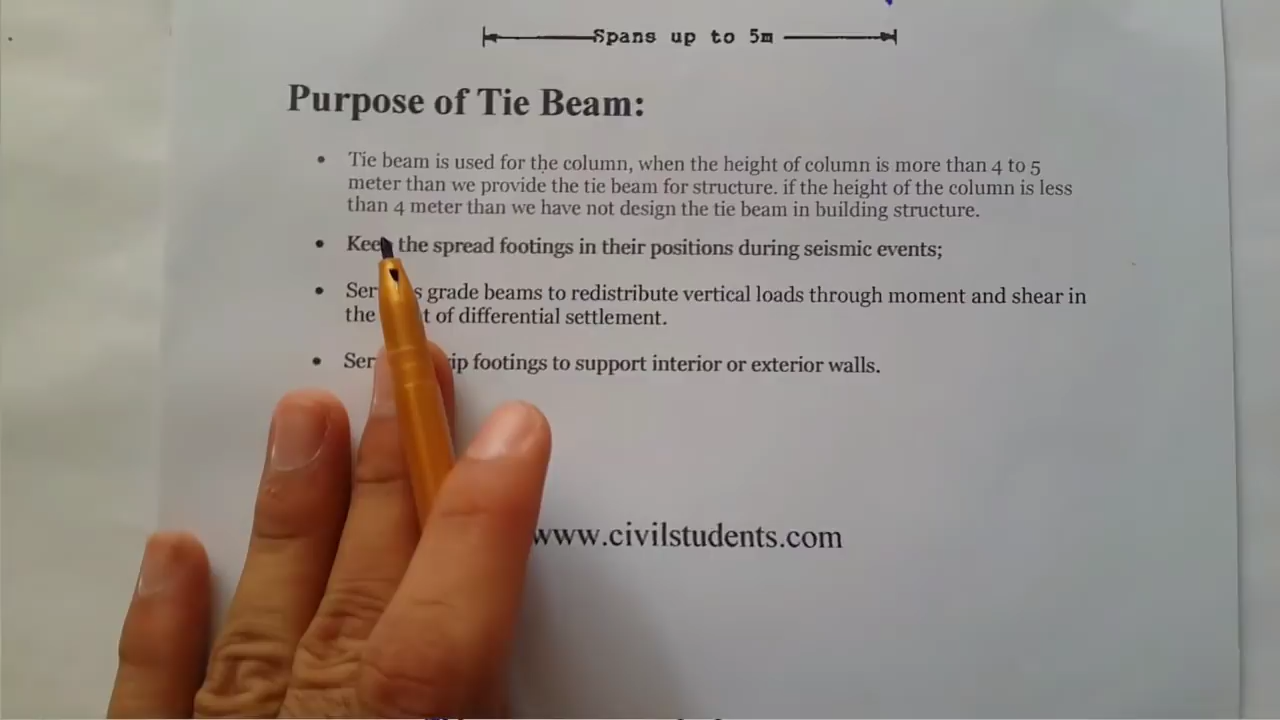 Spans up to 5m
Purpose of Tie Beam:
• Tie beam is used for the column, when the height of column is more than 4 to 5
meter than we provide the tie beam for structure. if the height of the column is less
than 4 meter than we have not design the tie beam in building structure.
• Keep the spread footings in their positions during seismic events;
• grade beams to redistribute vertical loads through moment and shear in
the of differential settlement.
• footings to support interior or exterior walls.
www.civilstudents.com